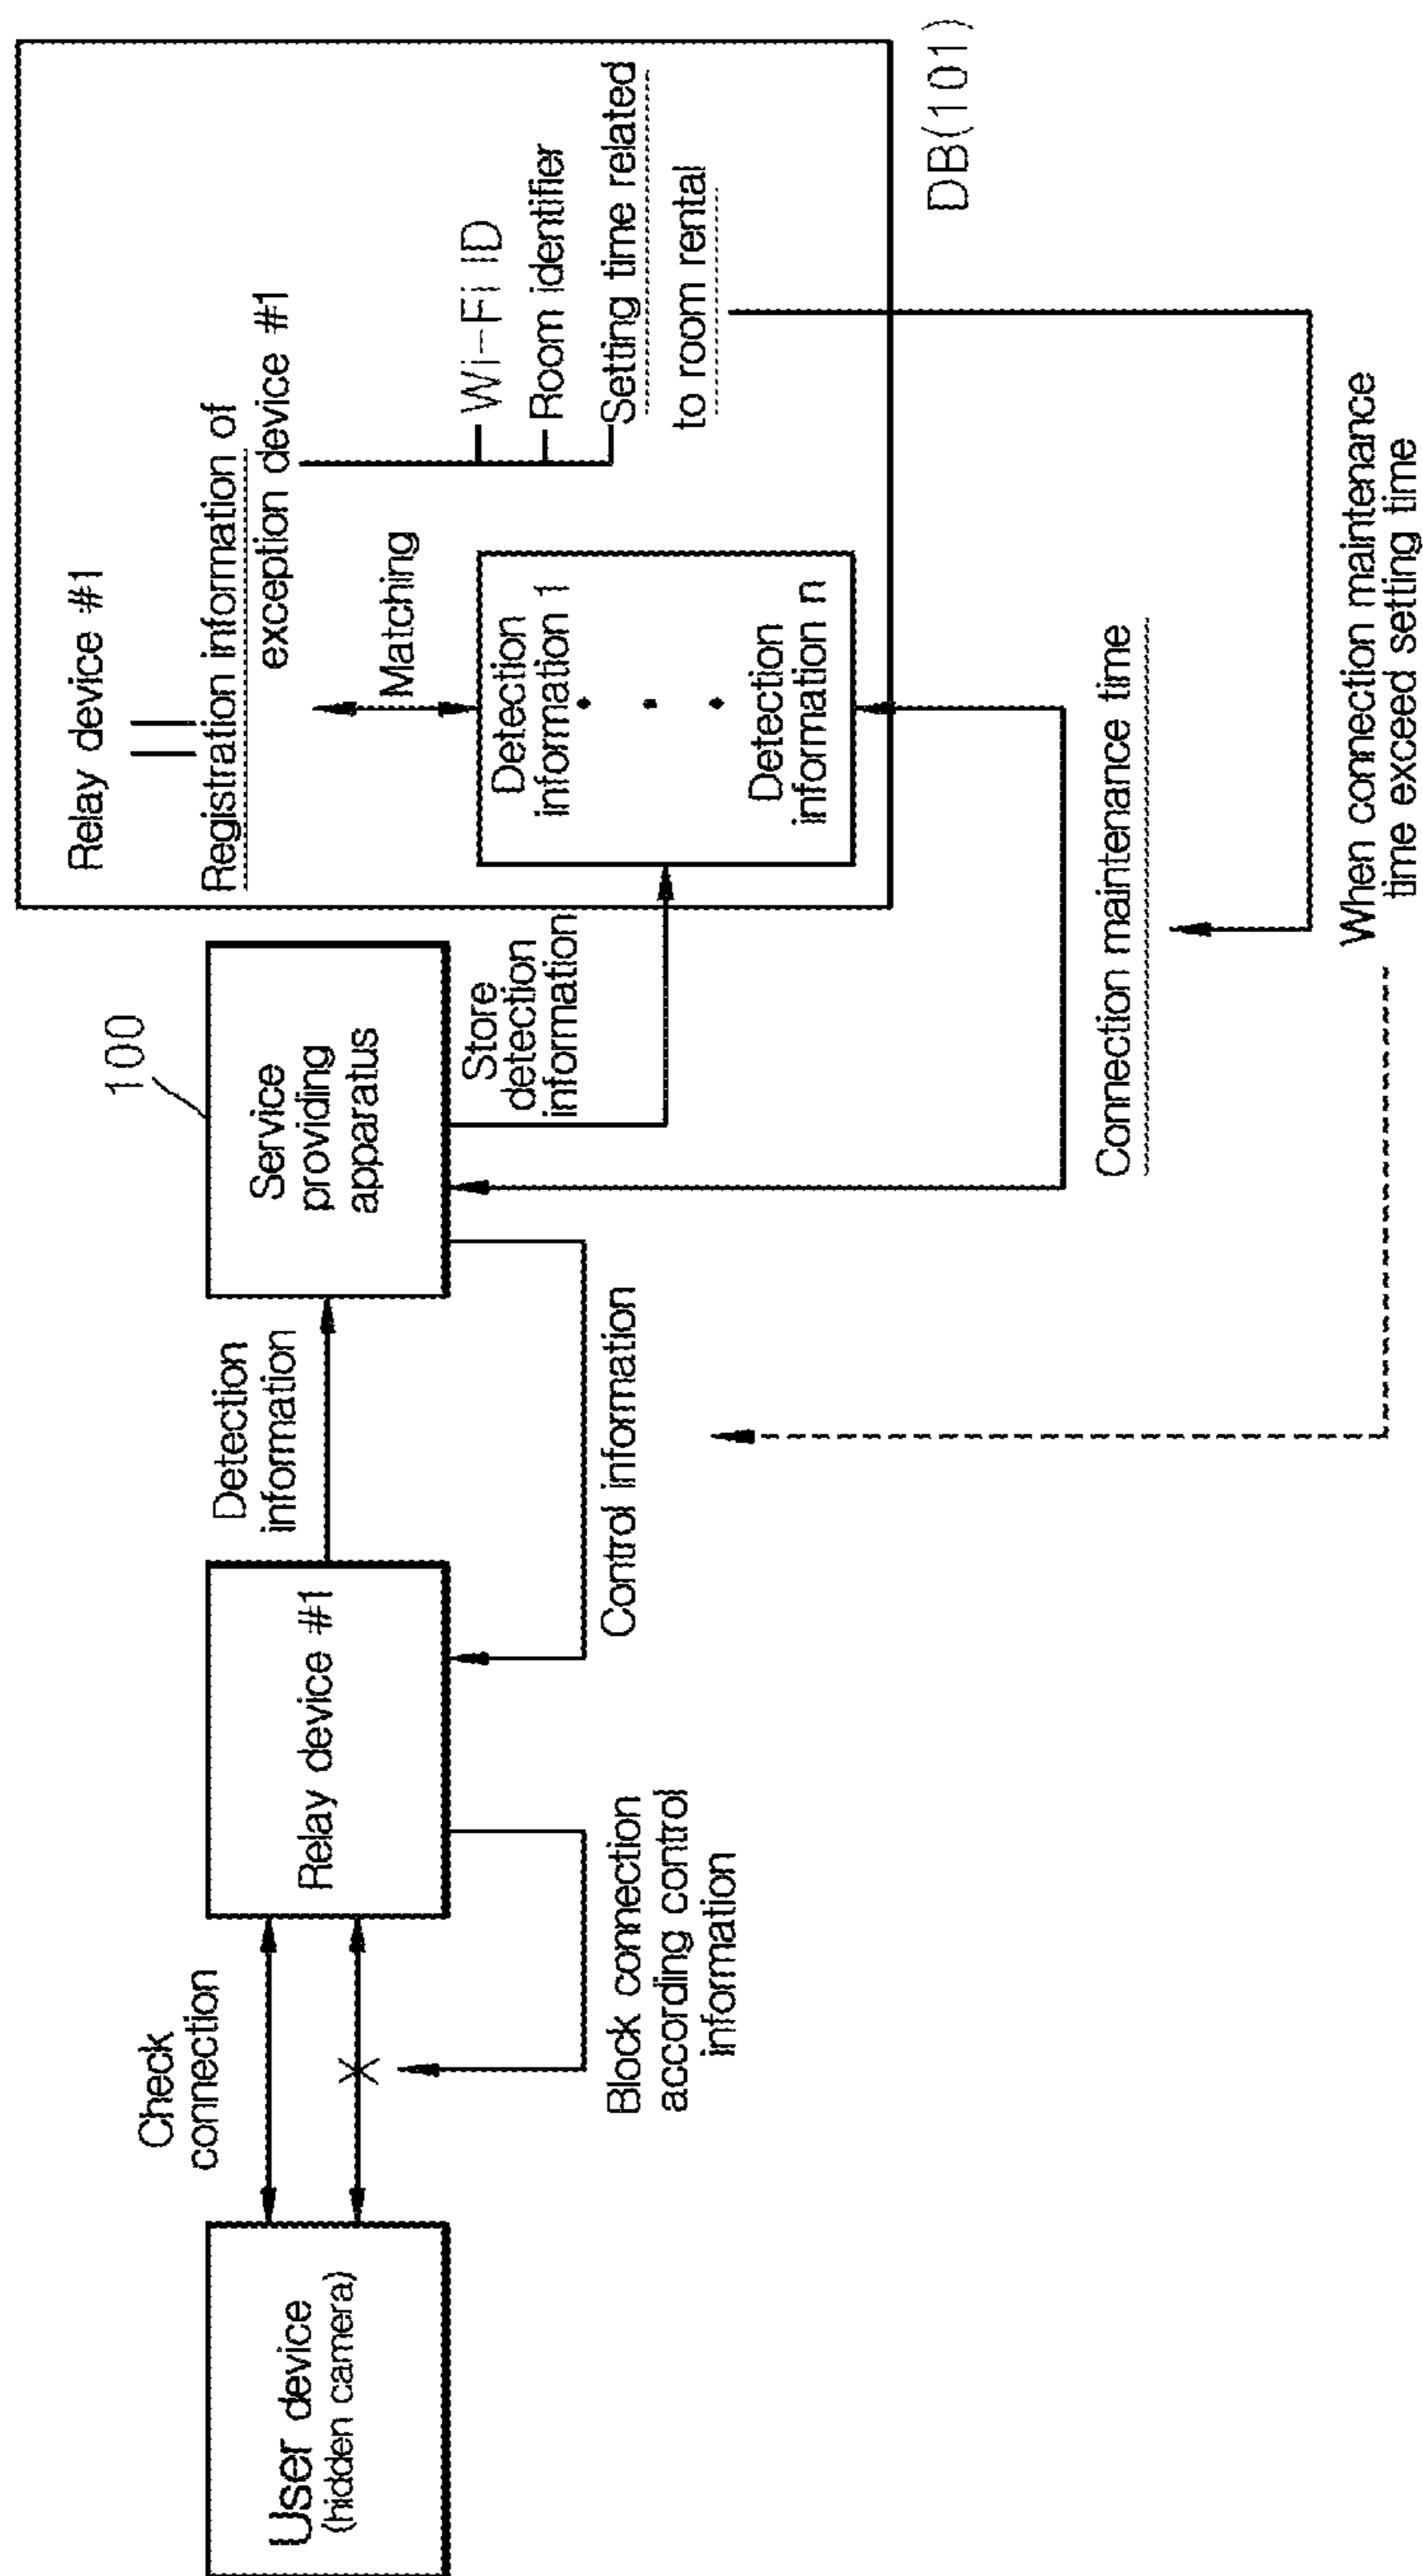 User device
(hidden camera)
Check
connection
Block connection
according control
information
Relay device #1
Detection
information
Control information
100
Service
providing
apparatus
Store
detection
information
Relay device #1
Registration information of
exception device #1
Matching
Detection
information 1
Detection
information n
Wi-Fi ID
Room identifier
Setting time related
to room rental
DB(101)
Connection maintenance time
When connection maintenance
time exceed setting time